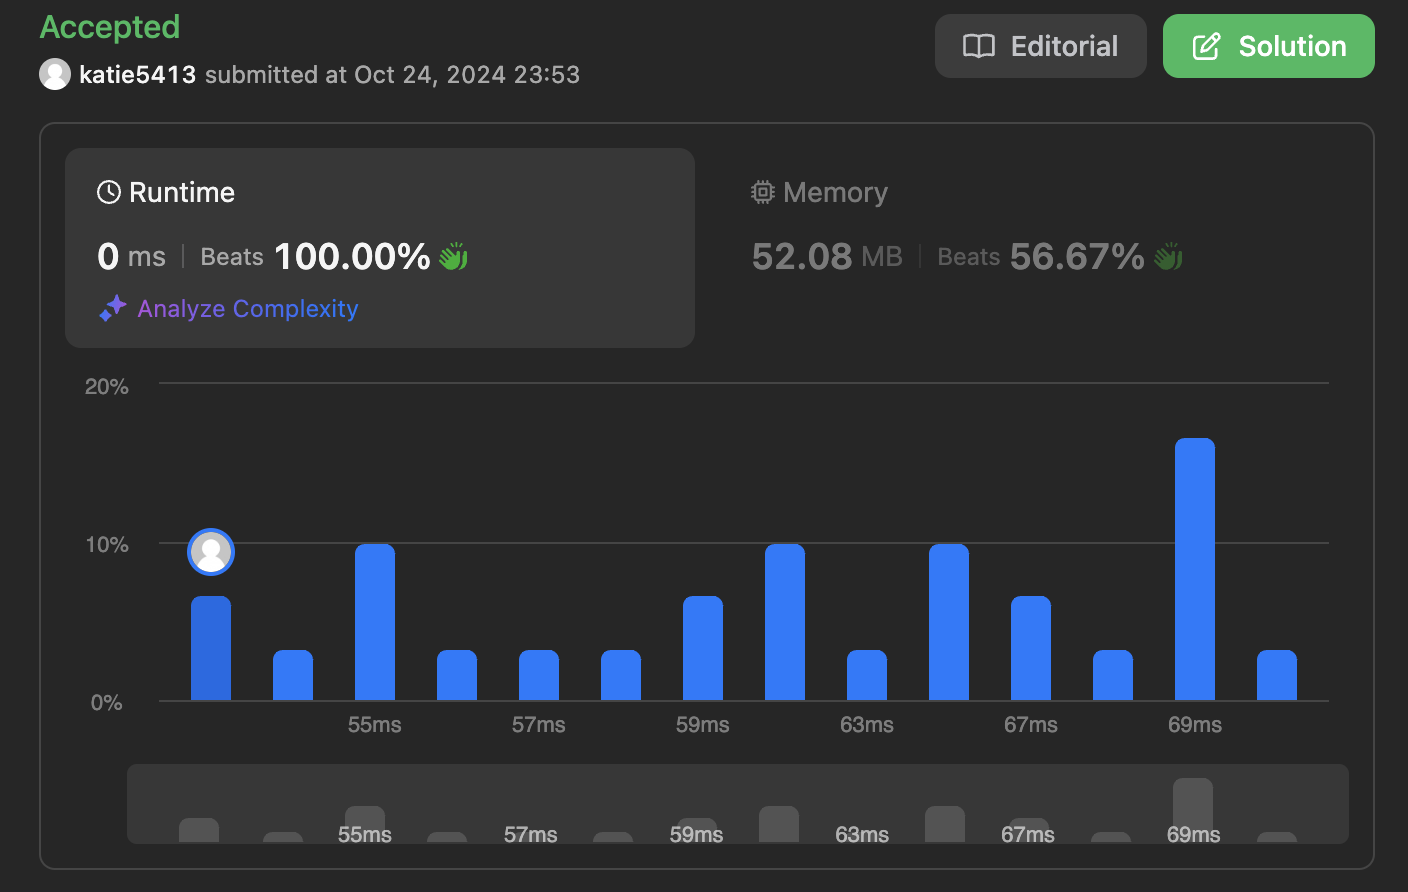 Accepted
katie5413 submitted at Oct 24, 2024 23:53
Editorial
Solution
Runtime
0 ms | Beats 100.00%
Analyze Complexity
Memory
52.08 MB | Beats 56.67%
20%
10%
0%
55ms 57ms 59ms 63ms 67ms 69ms
55ms 57ms 59ms 63ms 67ms 69ms